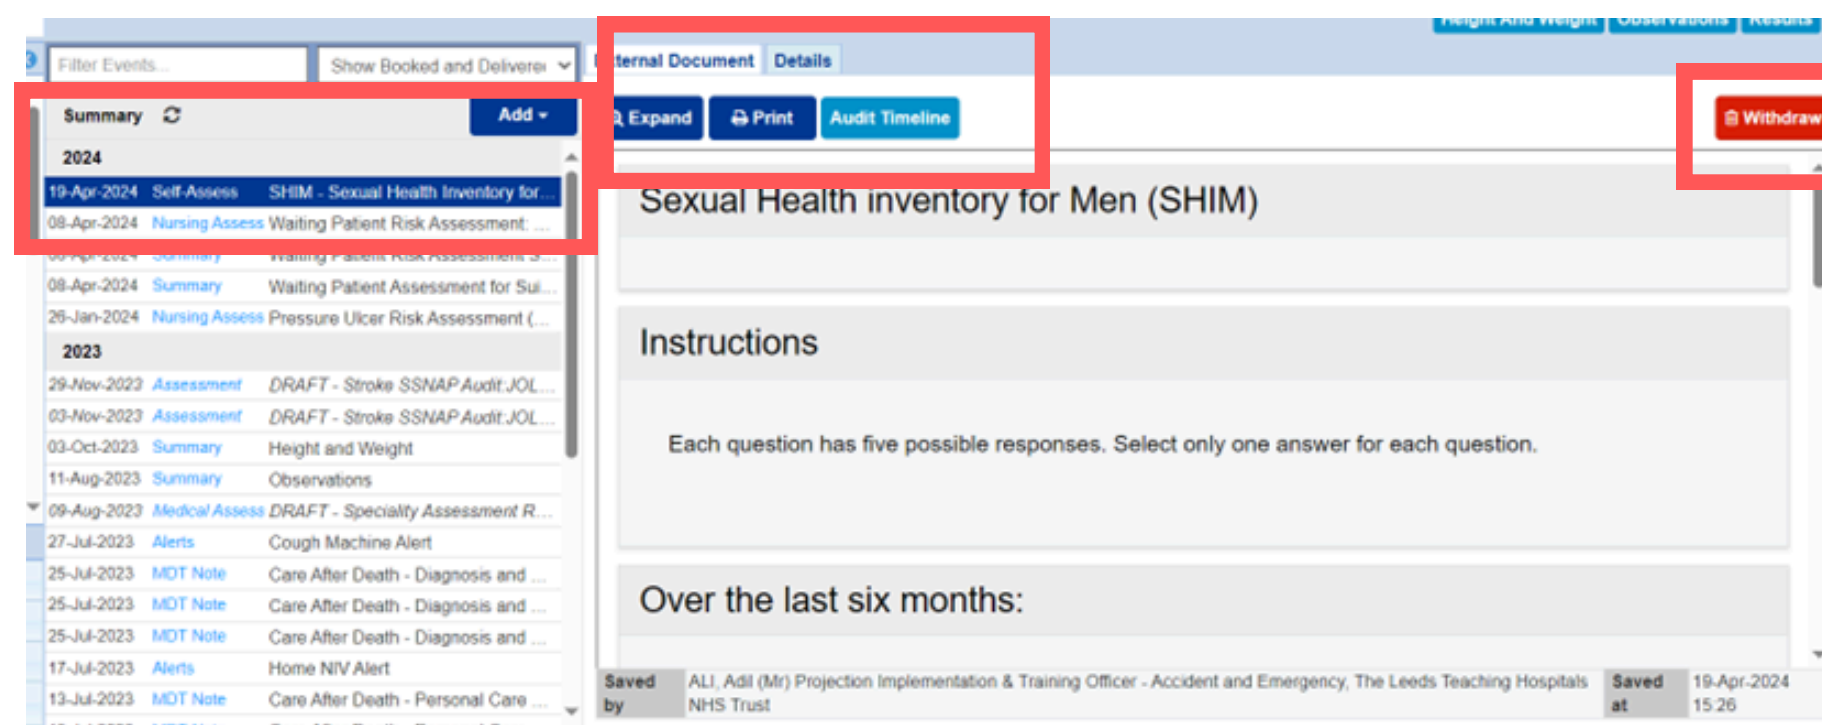 Height And Weight Observations Results
Filter Events... Show Booked and Delivere
ternal Document Details
Summary Add
Expand Print Audit Timeline Withdraw
2024
19-Apr-2024 Self-Assess SHIM - Sexual Health Inventory for...
08-Apr-2024 Nursing Assess Waiting Patient Risk Assessment: ...
08-Apr-2024 Summary Waiting Patient Risk Assessment S...
08-Apr-2024 Summary Waiting Patient Assessment for Sui...
26-Jan-2024 Nursing Assess Pressure Ulcer Risk Assessment (...
2023
29-Nov-2023 Assessment DRAFT - Stroke SSNAP Audit:JOL...
03-Nov-2023 Assessment DRAFT - Stroke SSNAP Audit:JOL...
03-Oct-2023 Summary Height and Weight
11-Aug-2023 Summary Observations
09-Aug-2023 Medical Assess DRAFT - Speciality Assessment R...
27-Jul-2023 Alerts Cough Machine Alert
25-Jul-2023 MDT Note Care After Death - Diagnosis and ...
25-Jul-2023 MDT Note Care After Death - Diagnosis and ...
25-Jul-2023 MDT Note Care After Death - Diagnosis and ...
17-Jul-2023 Alerts Home NIV Alert
13-Jul-2023 MDT Note Care After Death - Personal Care ...
Sexual Health inventory for Men (SHIM)
Instructions
Each question has five possible responses. Select only one answer for each question.
Over the last six months:
Saved by ALI, Adil (Mr) Projection Implementation & Training Officer - Accident and Emergency, The Leeds Teaching Hospitals NHS Trust Saved at 19-Apr-2024 15:26